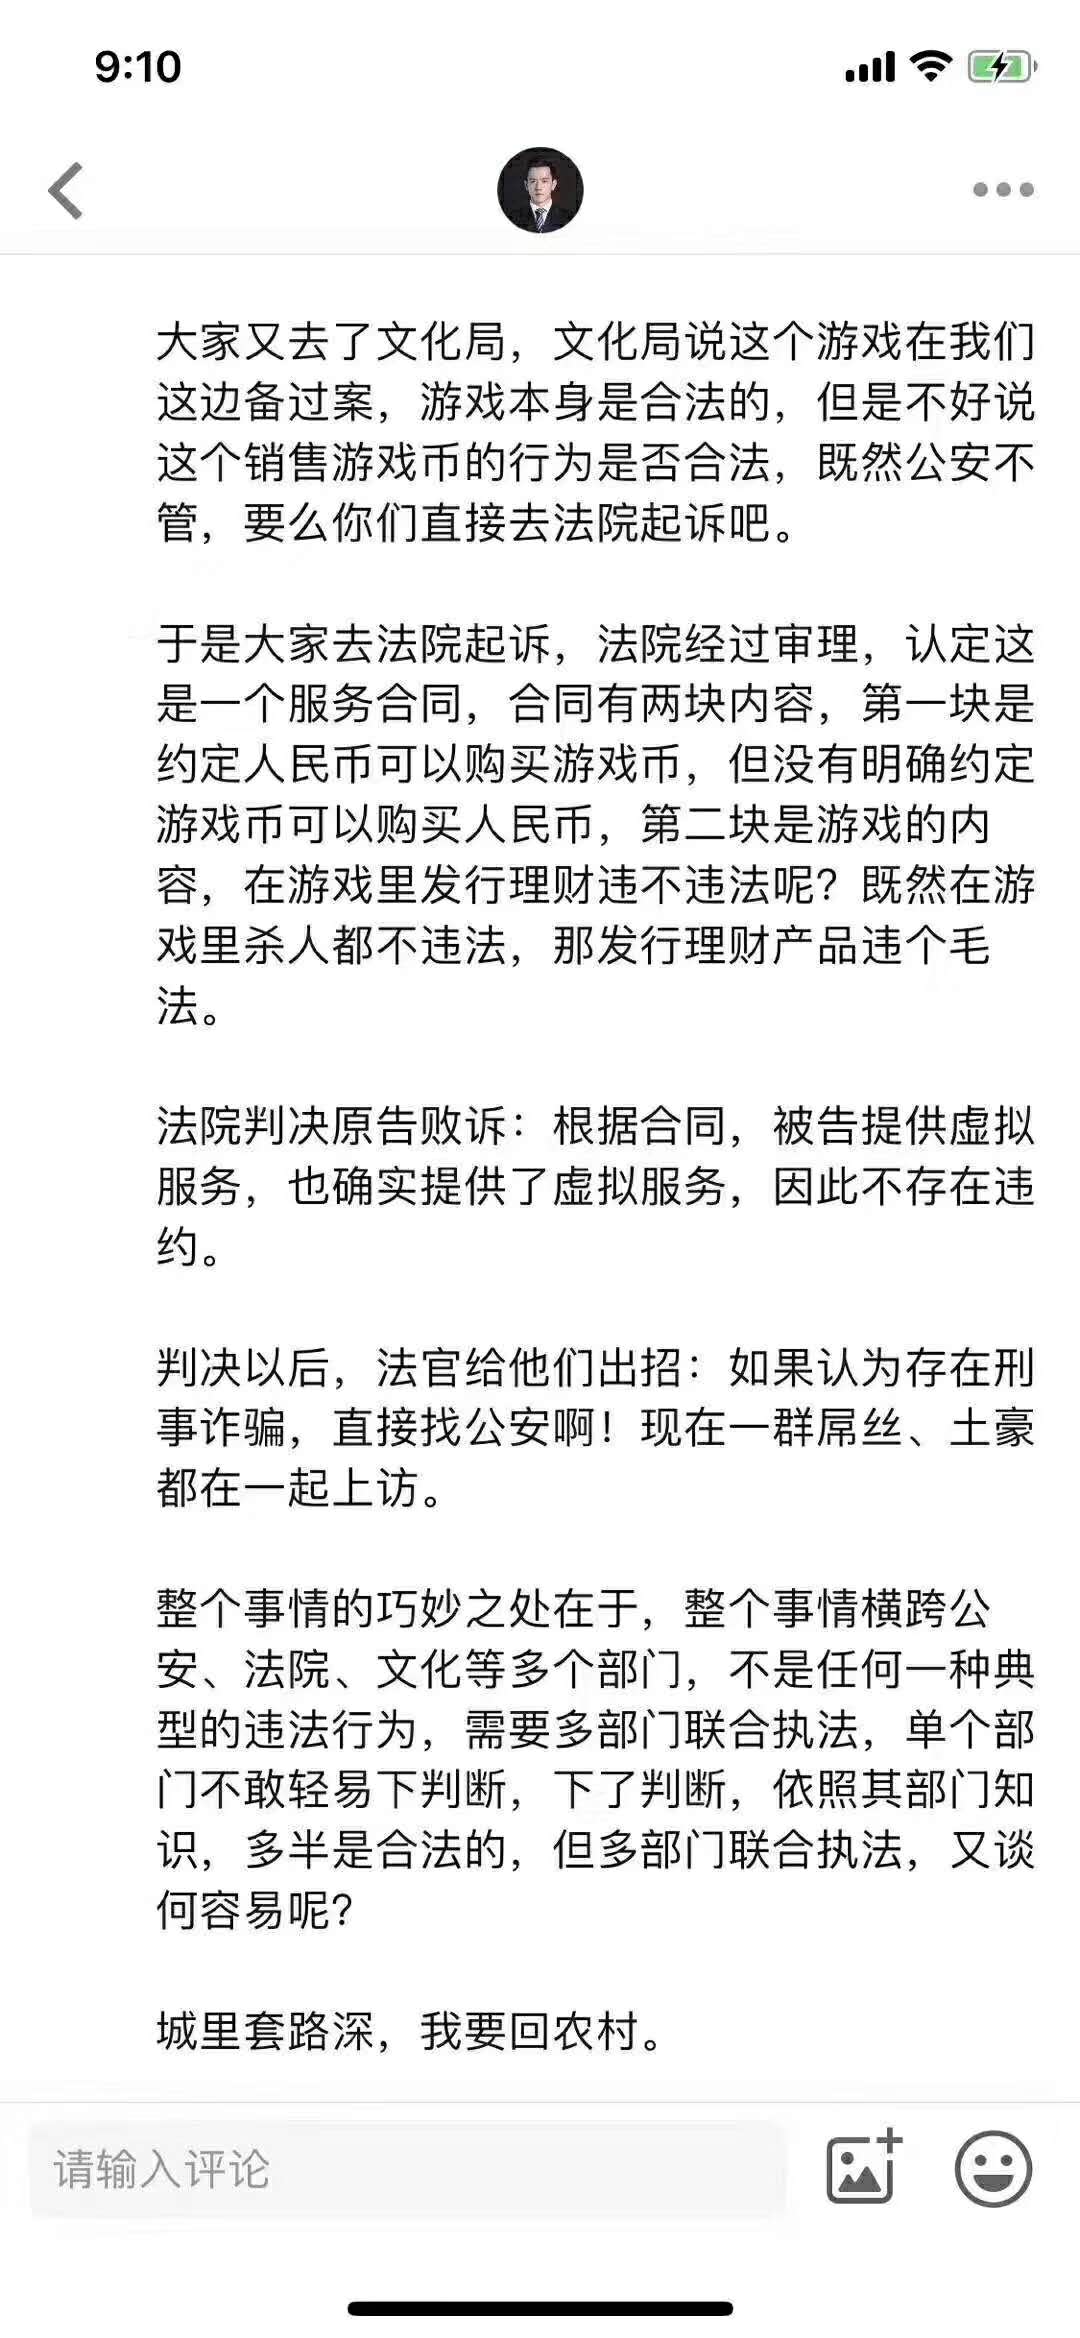 9:10
大家又去了文化局，文化局说这个游戏在我们
这边备过案，游戏本身是合法的，但是不好说
这个销售游戏币的行为是否合法，既然公安不
管，要么你们直接去法院起诉吧。
于是大家去法院起诉，法院经过审理，认定这
是一个服务合同，合同有两块内容，第一块是
约定人民币可以购买游戏币，但没有明确约定
游戏币可以购买人民币，第二块是游戏的内
容，在游戏里发行理财违不违法呢？既然在游
戏里杀人都不违法，那发行理财产品违个毛
法。
法院判决原告败诉：根据合同，被告提供虚拟
服务，也确实提供了虚拟服务，因此不存在违
约。
判决以后，法官给他们出招：如果认为存在刑
事诈骗，直接找公安啊！现在一群屌丝、土豪
都在一起上访。
整个事情的巧妙之处在于，整个事情横跨公
安、法院、文化等多个部门，不是任何一种典
型的违法行为，需要多部门联合执法，单个部
门不敢轻易下判断，下了判断，依照其部门知
识，多半是合法的，但多部门联合执法，又谈
何容易呢？
城里套路深，我要回农村。
请输入评论